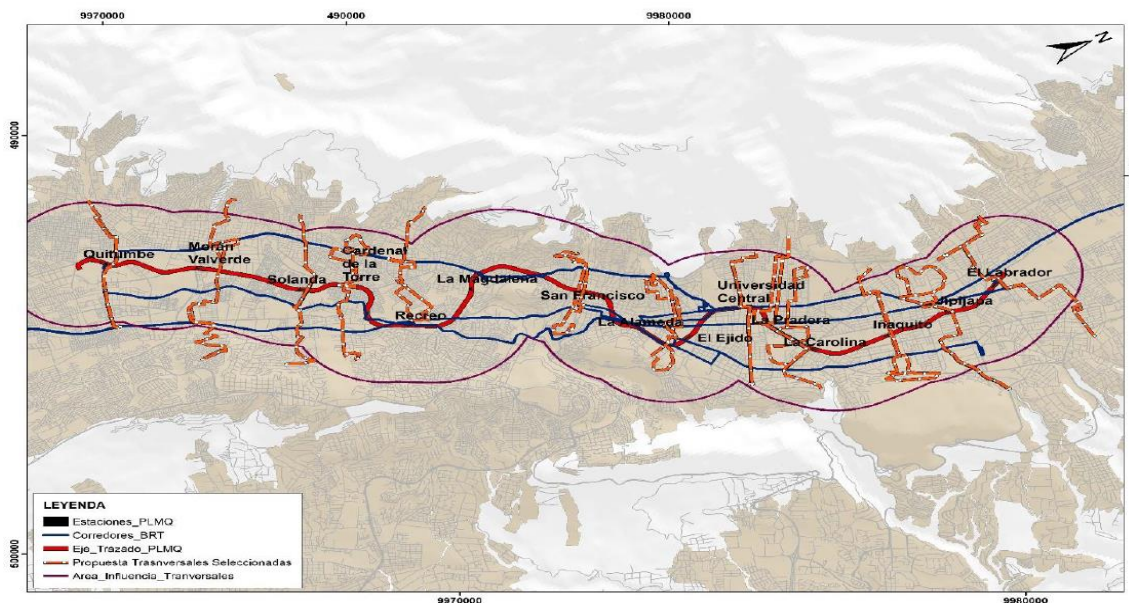 9970000
490000
9980000
N
490000
Quitumbe
Morán
Valverde
Solanda
Cardenal
de la
Torre
Recreo
La Magdalena
San Francisco
La Alameda
El Ejido
Universidad
Central
La Pradera
La Carolina
Inaquito
Jipijapa
El Labrador
LEYENDA
Estaciones_PLMQ
Corredores_BRT
Eje_Trazado_PLMQ
Propuesta Trasnversales Seleccionadas
Area_Influencia_Tranversales
500000
9970000
9980000